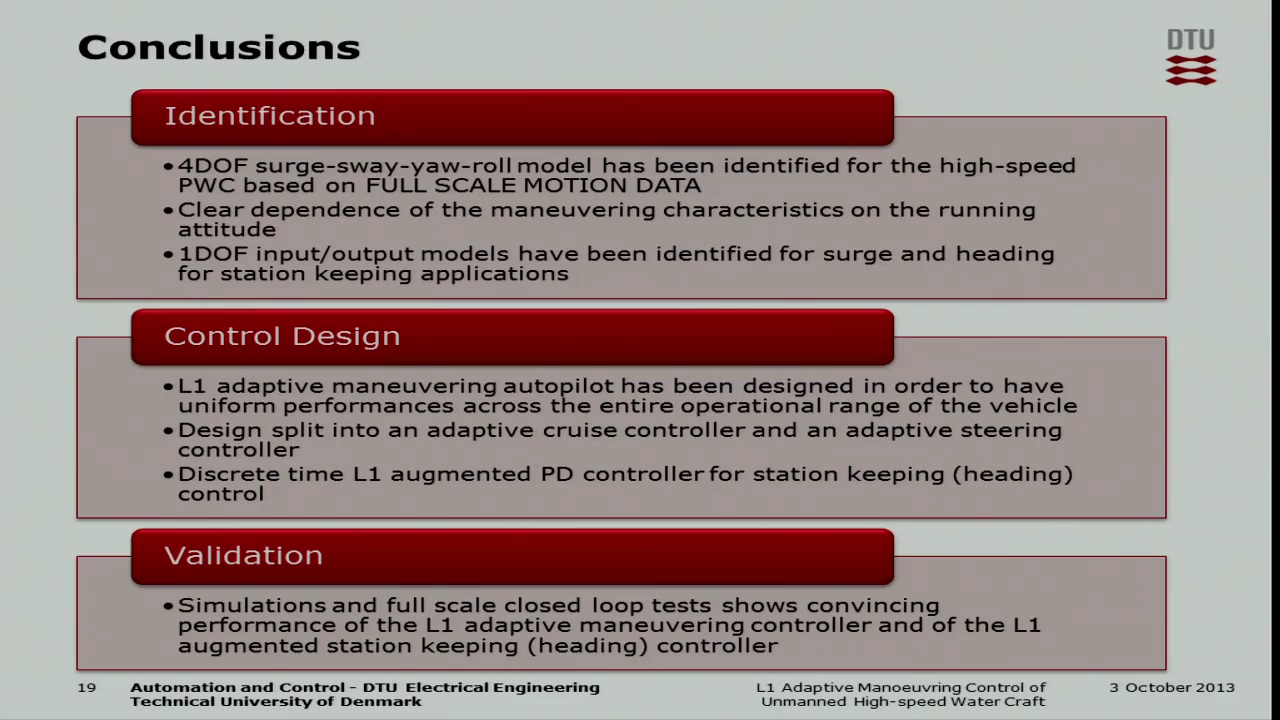 Conclusions
DTU
Identification
•4DOF surge-sway-yaw-roll model has been identified for the high-speed
PWC based on FULL SCALE MOTION DATA
•Clear dependence of the maneuvering characteristics on the running
attitude
•1DOF input/output models have been identified for surge and heading
for station keeping applications
Control Design
•L1 adaptive maneuvering autopilot has been designed in order to have
uniform performances across the entire operational range of the vehicle
•Design split into an adaptive cruise controller and an adaptive steering
controller
•Discrete time L1 augmented PD controller for station keeping (heading)
control
Validation
•Simulations and full scale closed loop tests shows convincing
performance of the L1 adaptive maneuvering controller and of the L1
augmented station keeping (heading) controller
19
Automation and Control - DTU Electrical Engineering
Technical University of Denmark
L1 Adaptive Manoeuvring Control of
Unmanned High-speed Water Craft
3 October 2013